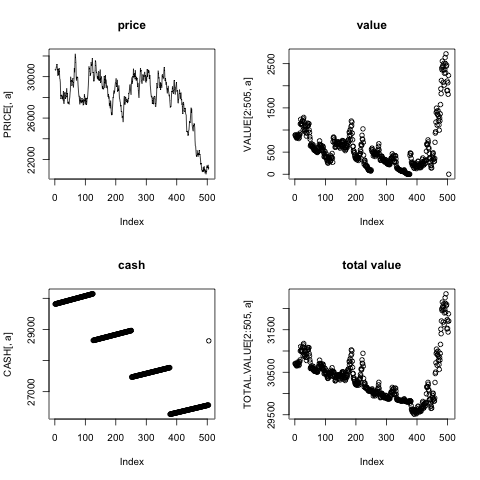 price
value
PRICE[, a]
22000 26000 30000
0 100 200 300 400 500
Index
VALUE[2:505, a]
0 500 1500 2500
0 100 200 300 400 500
Index
cash
total value
CASH[, a]
27000 29000
0 100 200 300 400 500
Index
TOTAL.VALUE[2:505, a]
29500 30500 31500
0 100 200 300 400 500
Index